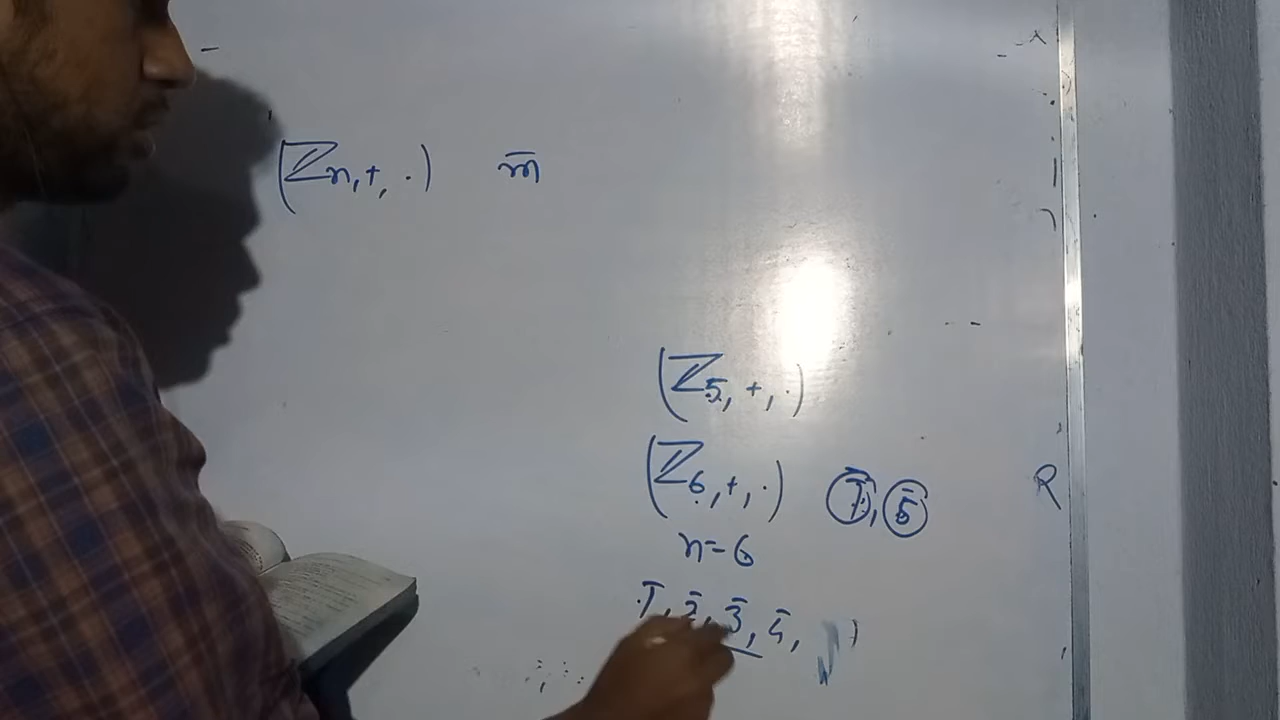 (ℤn, +, ·) m̄
(ℤ5, +, ·)
(ℤ6, +, ·) 1̄, 5̄ R
n=6
1̄, 2̄, 3̄, 4̄,